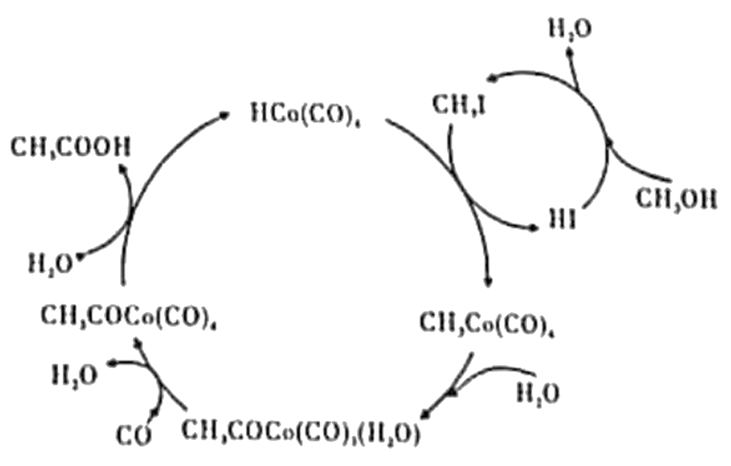 H₂O
HCo(CO)₄
CH₃I
CH₃COOH
CH₃OH
HI
H₂O
CH₃COCo(CO)₄
CH₃Co(CO)₄
H₂O
H₂O
CO
CH₃COCo(CO)₃(H₂O)